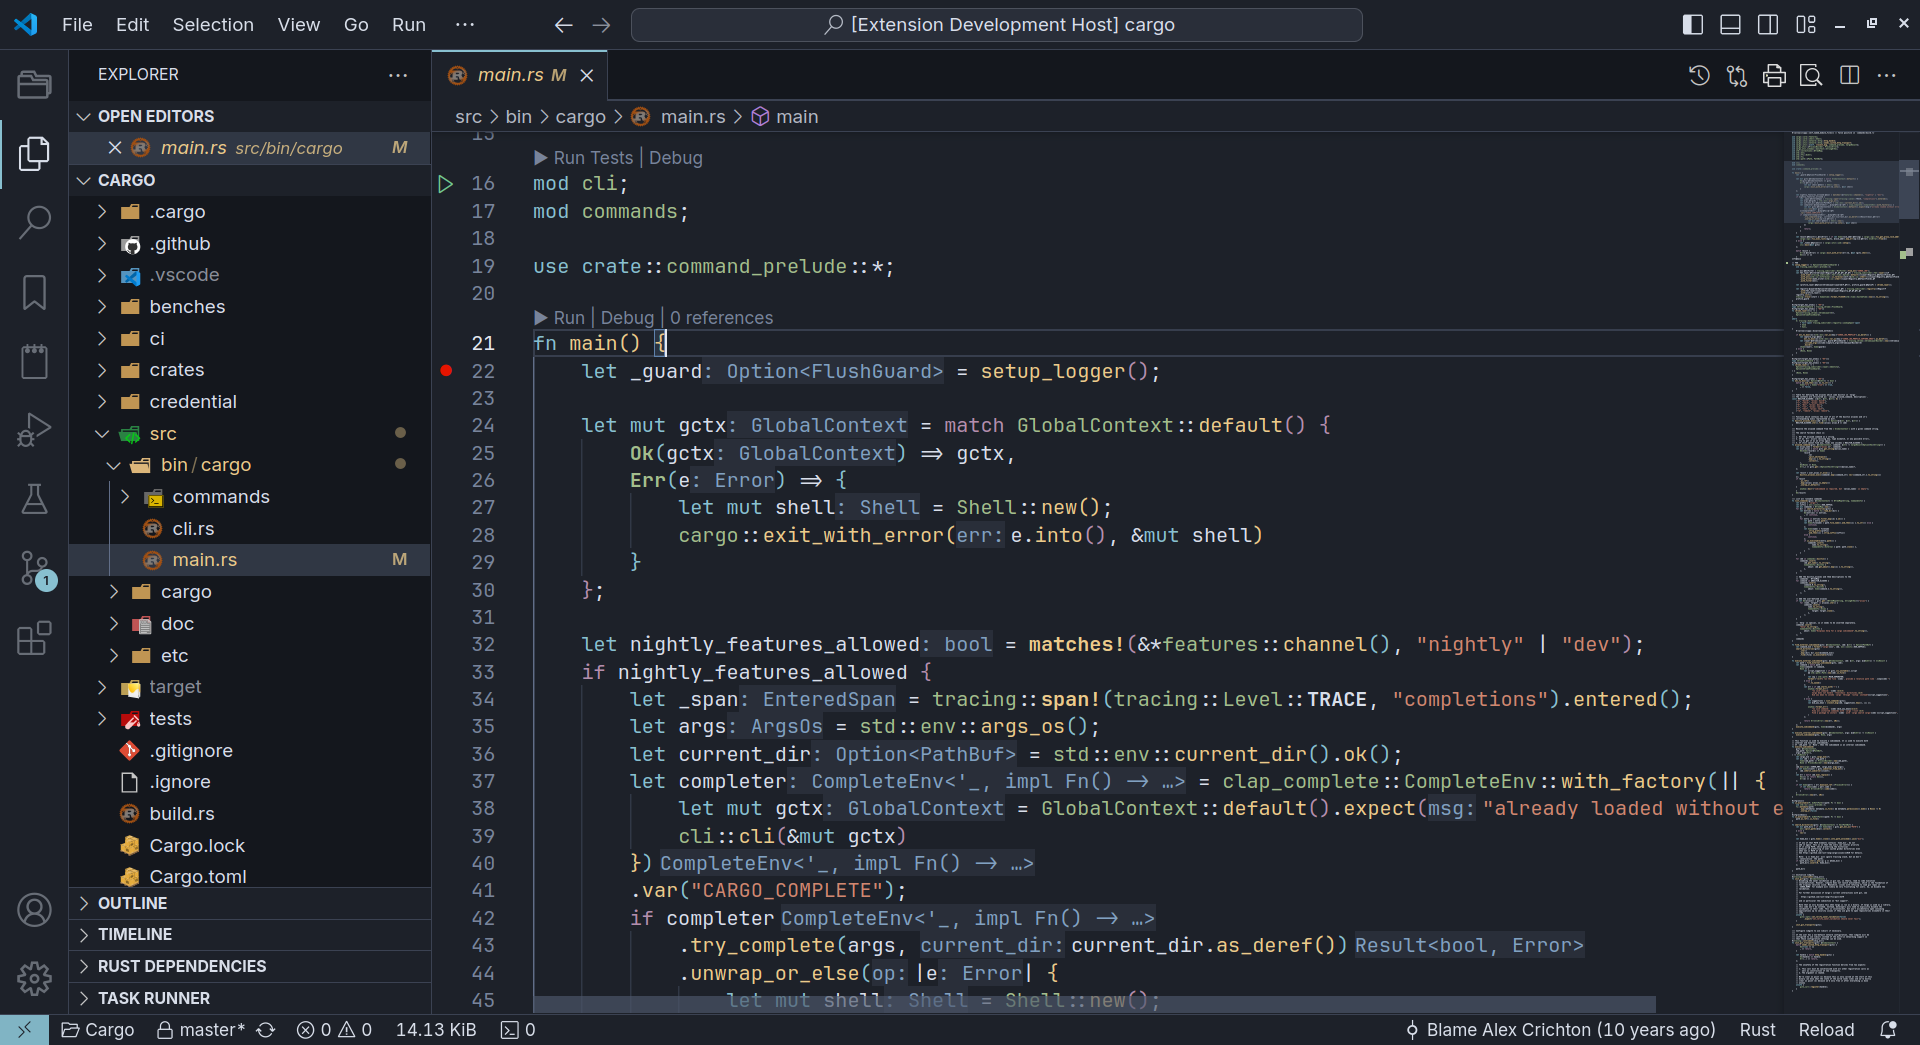 File Edit Selection View Go Run ···
[Extension Development Host] cargo
EXPLORER
OPEN EDITORS
main.rs src/bin/cargo M
CARGO
.cargo
.github
.vscode
benches
ci
crates
credential
src
bin/cargo
commands
cli.rs
main.rs M
cargo
doc
etc
target
tests
.gitignore
.ignore
build.rs
Cargo.lock
Cargo.toml
OUTLINE
TIMELINE
RUST DEPENDENCIES
TASK RUNNER
1
main.rs M
src > bin > cargo > main.rs > main
15
Run Tests | Debug
16 mod cli;
17 mod commands;
18
19 use crate::command_prelude::*;
20
Run | Debug | 0 references
21 fn main() {
22 let _guard: Option<FlushGuard> = setup_logger();
23
24 let mut gctx: GlobalContext = match GlobalContext::default() {
25 Ok(gctx: GlobalContext) => gctx,
26 Err(e: Error) => {
27 let mut shell: Shell = Shell::new();
28 cargo::exit_with_error(err: e.into(), &mut shell)
29 }
30 };
31
32 let nightly_features_allowed: bool = matches!(&*features::channel(), "nightly" | "dev");
33 if nightly_features_allowed {
34 let _span: EnteredSpan = tracing::span!(tracing::Level::TRACE, "completions").entered();
35 let args: ArgsOs = std::env::args_os();
36 let current_dir: Option<PathBuf> = std::env::current_dir().ok();
37 let completer: CompleteEnv<'_, impl Fn() -> …> = clap_complete::CompleteEnv::with_factory(|| {
38 let mut gctx: GlobalContext = GlobalContext::default().expect(msg: "already loaded without e
39 cli::cli(&mut gctx)
40 }) CompleteEnv<'_, impl Fn() -> …>
41 .var("CARGO_COMPLETE");
42 if completer CompleteEnv<'_, impl Fn() -> …>
43 .try_complete(args, current_dir: current_dir.as_deref()) Result<bool, Error>
44 .unwrap_or_else(op: |e: Error| {
45 let mut shell: Shell = Shell::new();
Cargo master* 0 0 14.13 KiB 0
Blame Alex Crichton (10 years ago) Rust Reload